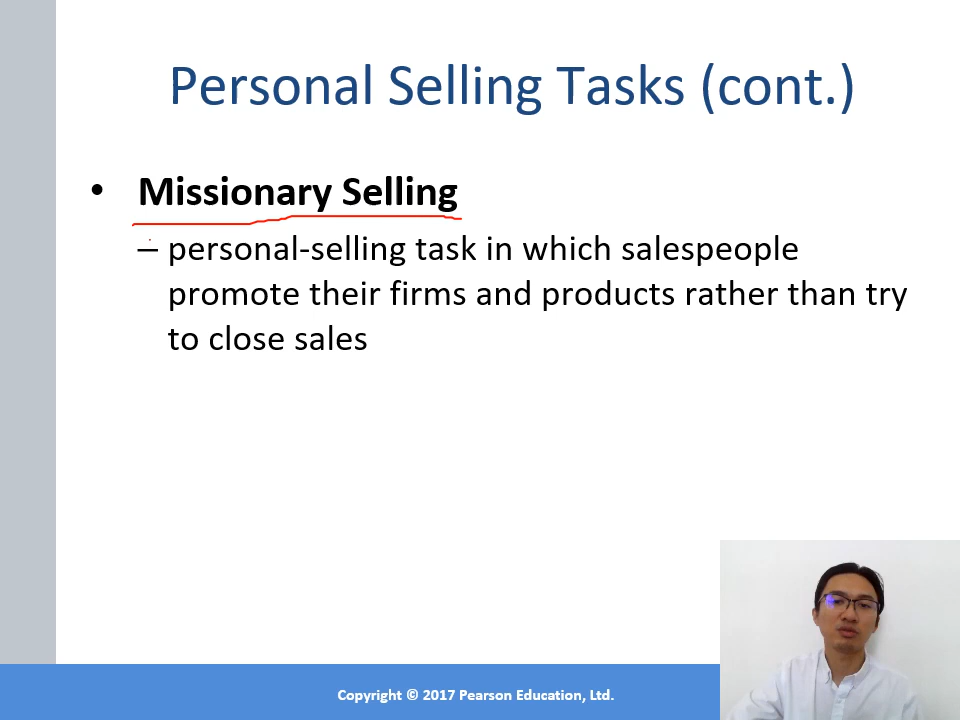 Personal Selling Tasks (cont.)
• Missionary Selling
– personal-selling task in which salespeople
promote their firms and products rather than try
to close sales
Copyright © 2017 Pearson Education, Ltd.